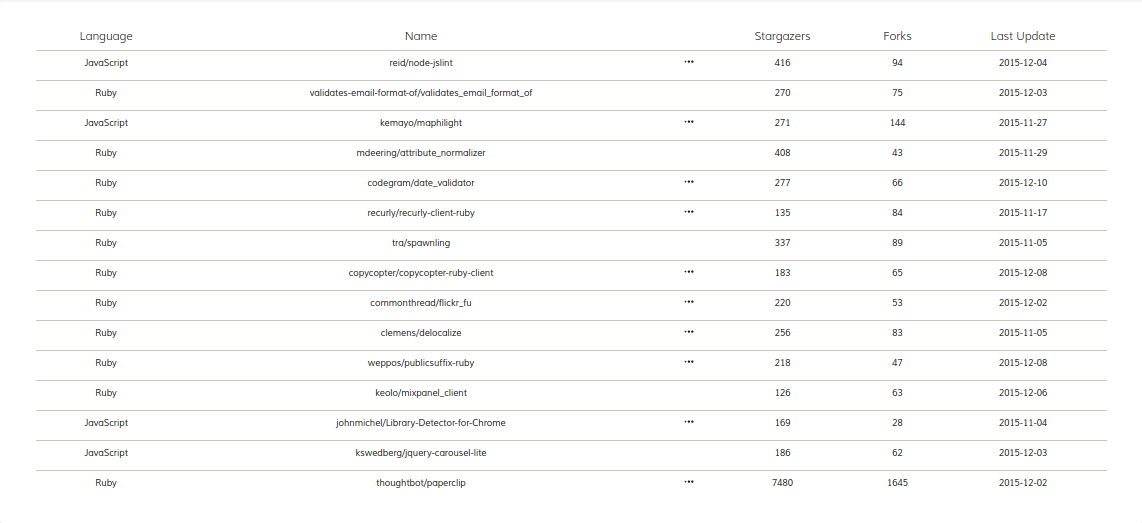 Language Name Stargazers Forks Last Update
JavaScript reid/node-jslint ··· 416 94 2015-12-04
Ruby validates-email-format-of/validates_email_format_of 270 75 2015-12-03
JavaScript kemayo/maphilight ··· 271 144 2015-11-27
Ruby mdeering/attribute_normalizer 408 43 2015-11-29
Ruby codegram/date_validator ··· 277 66 2015-12-10
Ruby recurly/recurly-client-ruby ··· 135 84 2015-11-17
Ruby tra/spawnling 337 89 2015-11-05
Ruby copycopter/copycopter-ruby-client ··· 183 65 2015-12-08
Ruby commonthread/flickr_fu ··· 220 53 2015-12-02
Ruby clemens/delocalize ··· 256 83 2015-11-05
Ruby weppos/publicsuffix-ruby ··· 218 47 2015-12-08
Ruby keolo/mixpanel_client 126 63 2015-12-06
JavaScript johnmichel/Library-Detector-for-Chrome ··· 169 28 2015-11-04
JavaScript kswedberg/jquery-carousel-lite 186 62 2015-12-03
Ruby thoughtbot/paperclip ··· 7480 1645 2015-12-02